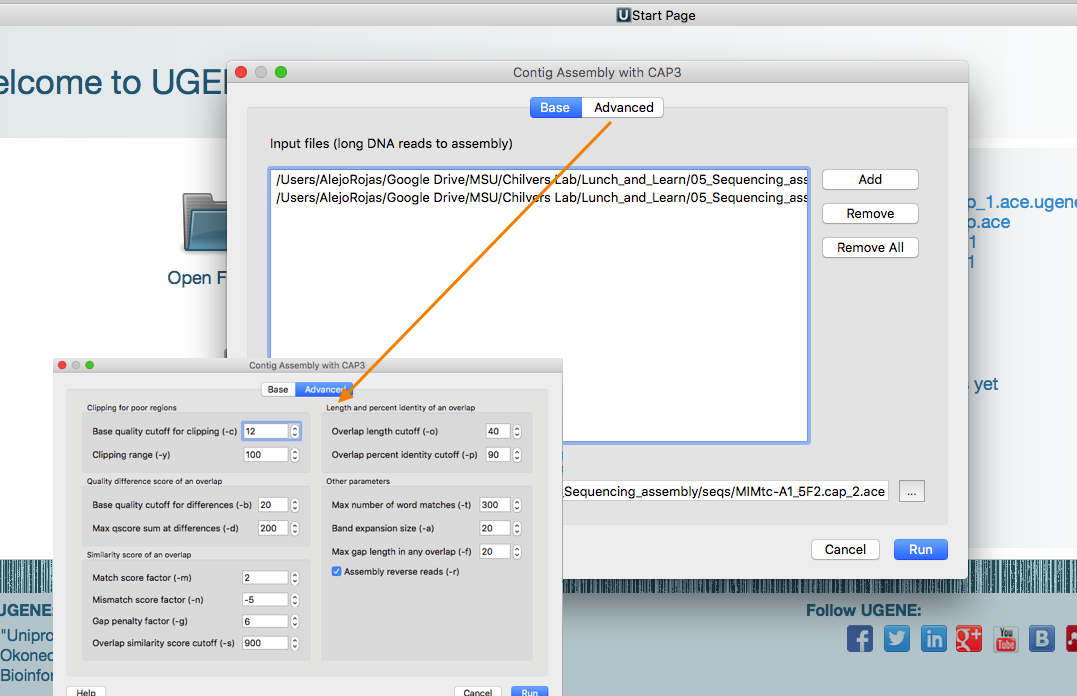 U Start Page
elcome to UGE
Contig Assembly with CAP3
Base Advanced
Input files (long DNA reads to assembly)
/Users/AlejoRojas/Google Drive/MSU/Chilvers Lab/Lunch_and_Learn/05_Sequencing_ass
/Users/AlejoRojas/Google Drive/MSU/Chilvers Lab/Lunch_and_Learn/05_Sequencing_ass
Add
Remove
Remove All
Open F
p_1.ace.ugene
p.ace
1
1
yet
_Sequencing_assembly/seqs/MIMtc-A1_5F2.cap_2.ace
...
Cancel Run
Contig Assembly with CAP3
Base Advanced
Clipping for poor regions
Base quality cutoff for clipping (-c) 12
Clipping range (-y) 100
Quality difference score of an overlap
Base quality cutoff for differences (-b) 20
Max qscore sum at differences (-d) 200
Similarity score of an overlap
Match score factor (-m) 2
Mismatch score factor (-n) -5
Gap penalty factor (-g) 6
Overlap similarity score cutoff (-s) 900
Length and percent identity of an overlap
Overlap length cutoff (-o) 40
Overlap percent identity cutoff (-p) 90
Other parameters
Max number of word matches (-t) 300
Band expansion size (-a) 20
Max gap length in any overlap (-f) 20
Assembly reverse reads (-r)
Help Cancel Run
UGENE
"Unipro
Okonec
Bioinfor
Follow UGENE:
f in g+ You Tube B